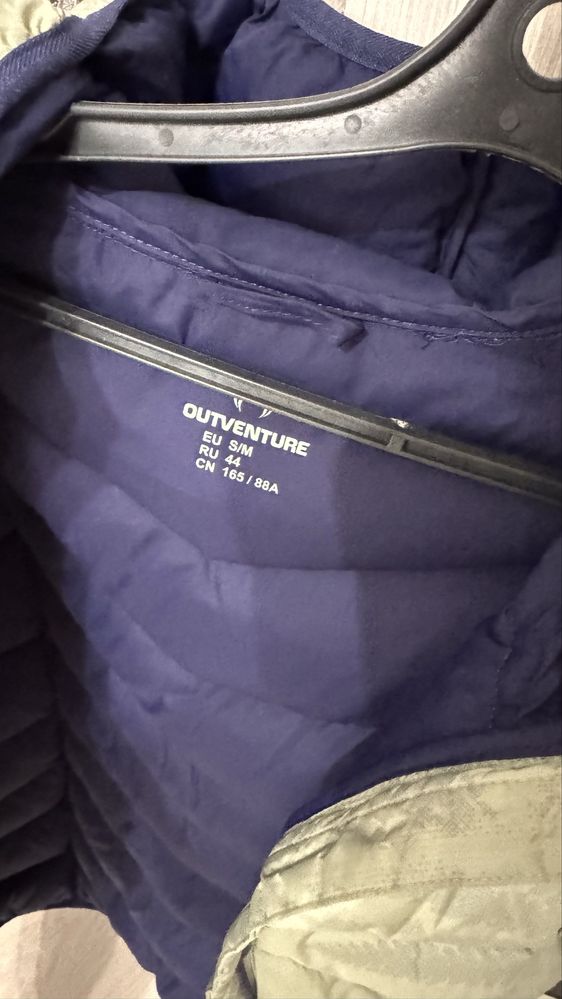 OUTVENTURE
EU S/M
RU 44
CN 165 / 88A